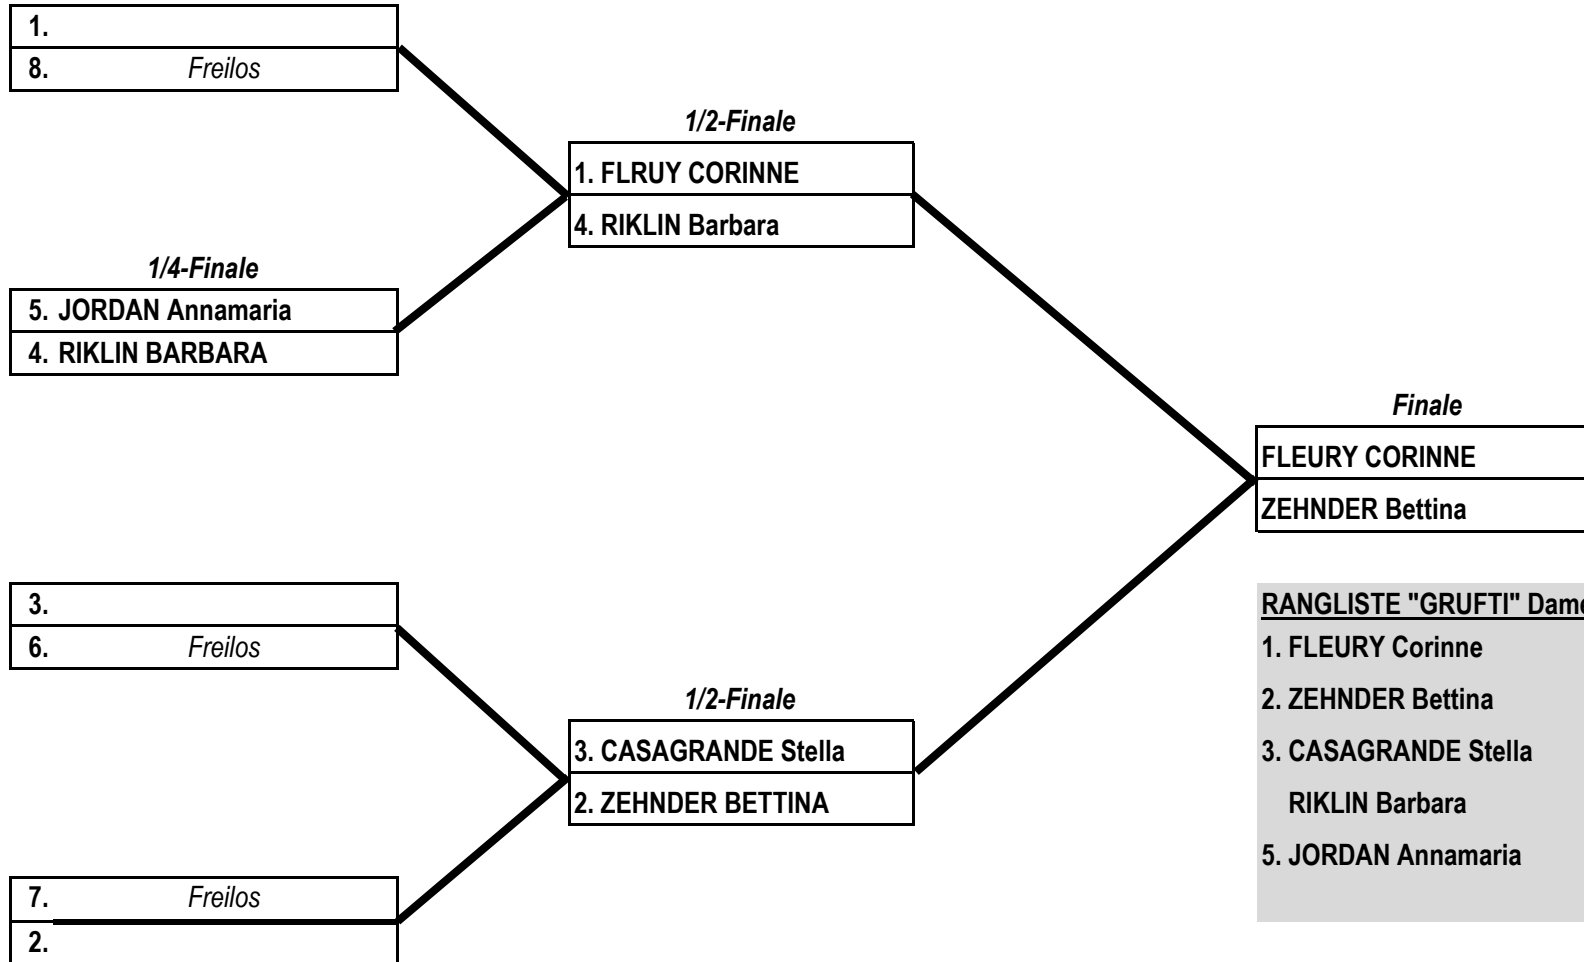 1.
8. Freilos
1/2-Finale
1. FLRUY CORINNE
4. RIKLIN Barbara
1/4-Finale
5. JORDAN Annamaria
4. RIKLIN BARBARA
Finale
FLEURY CORINNE
ZEHNDER Bettina
3.
6. Freilos
RANGLISTE "GRUFTI" Dame
1. FLEURY Corinne
2. ZEHNDER Bettina
3. CASAGRANDE Stella
RIKLIN Barbara
5. JORDAN Annamaria
1/2-Finale
3. CASAGRANDE Stella
2. ZEHNDER BETTINA
7. Freilos
2.